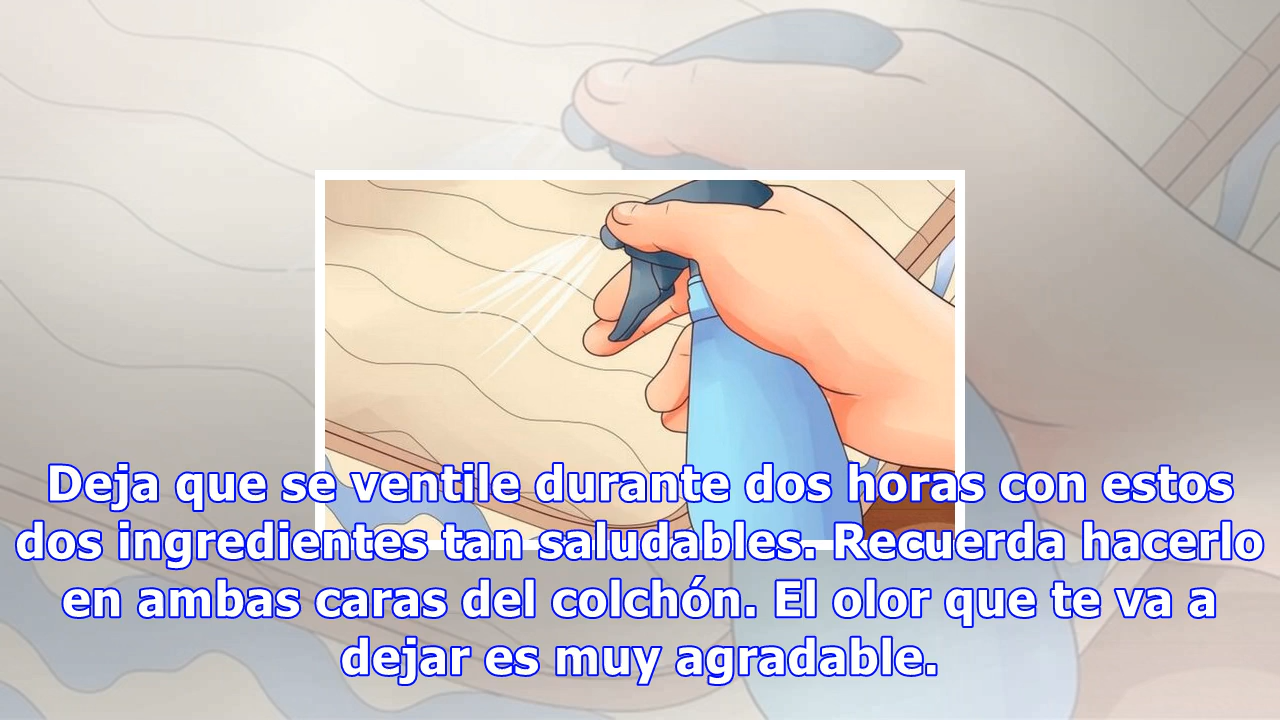 Deja que se ventile durante dos horas con estos
dos ingredientes tan saludables. Recuerda hacerlo
en ambas caras del colchón. El olor que te va a
dejar es muy agradable.